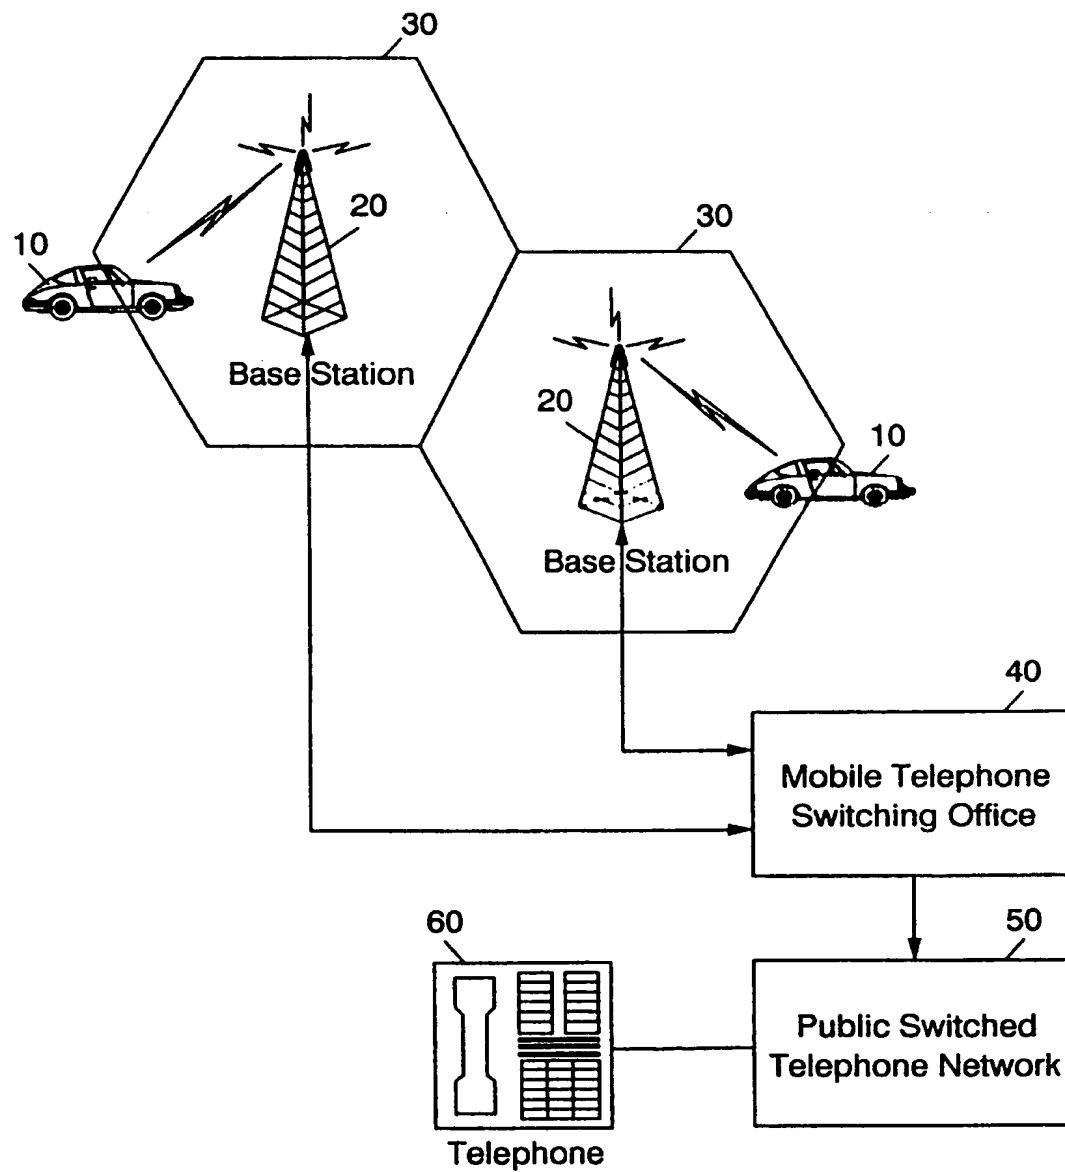 30
20
10
Base Station
30
20
10
Base Station
40
Mobile Telephone
Switching Office
50
Public Switched
Telephone Network
60
Telephone